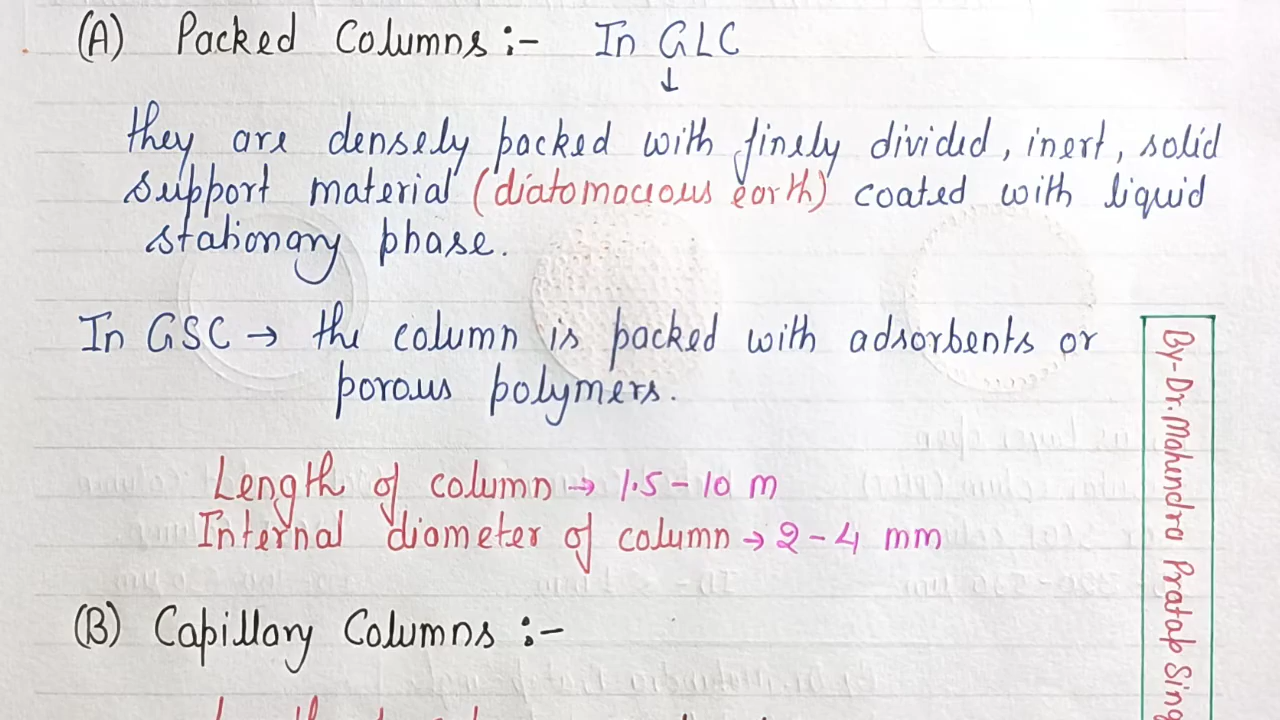 (A) Packed Columns :- In GLC
↓
they are densely packed with finely divided, inert, solid
support material (diatomacious earth) coated with liquid
stationary phase.
In GSC → the column is packed with adsorbents or
porous polymers.
Length of column → 1.5 - 10 m
Internal diameter of column → 2 - 4 mm
(B) Capillary Columns :-
By-Dr. Mahendra Pratap Sing